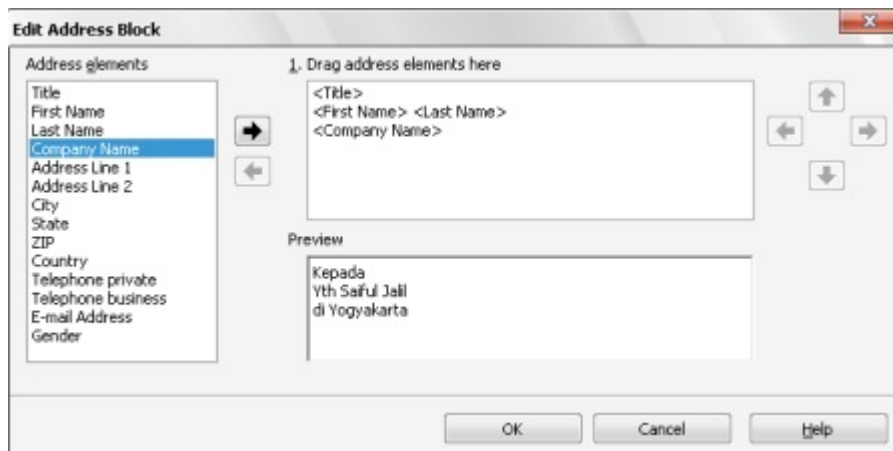 Edit Address Block
Address elements
Title
First Name
Last Name
Company Name
Address Line 1
Address Line 2
City
State
ZIP
Country
Telephone private
Telephone business
E-mail Address
Gender
1. Drag address elements here
<Title>
<First Name> <Last Name>
<Company Name>
Preview
Kepada
Yth Saiful Jalil
di Yogyakarta
OK
Cancel
Help